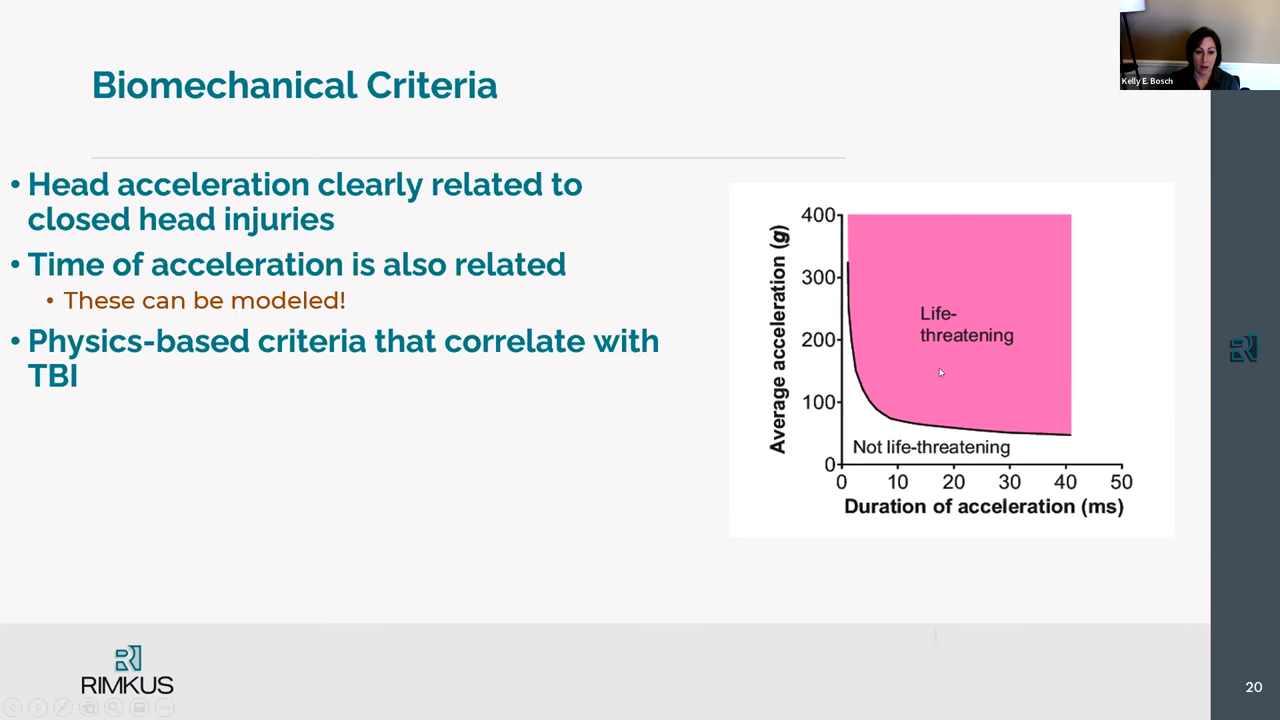 Kelly E. Bosch
Biomechanical Criteria
• Head acceleration clearly related to
closed head injuries
• Time of acceleration is also related
• These can be modeled!
• Physics-based criteria that correlate with
TBI
Average acceleration (g)
400
300
200
100
0
Life-
threatening
Not life-threatening
0 10 20 30 40 50
Duration of acceleration (ms)
RIMKUS
20